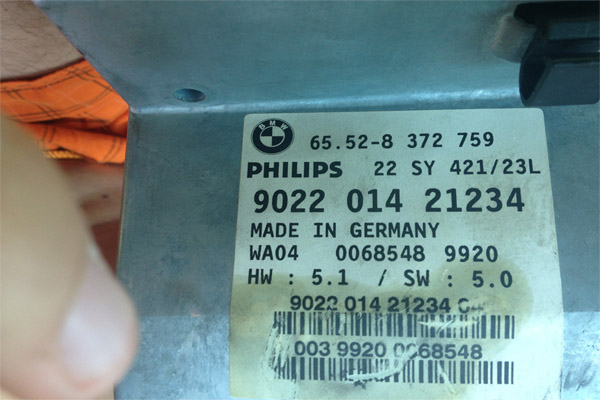 BMW
65.52-8 372 759
PHILIPS 22 SY 421/23L
9022 014 21234
MADE IN GERMANY
WA04 0068548 9920
HW : 5.1 / SW : 5.0
9022 014 21234
003 9920 0068548